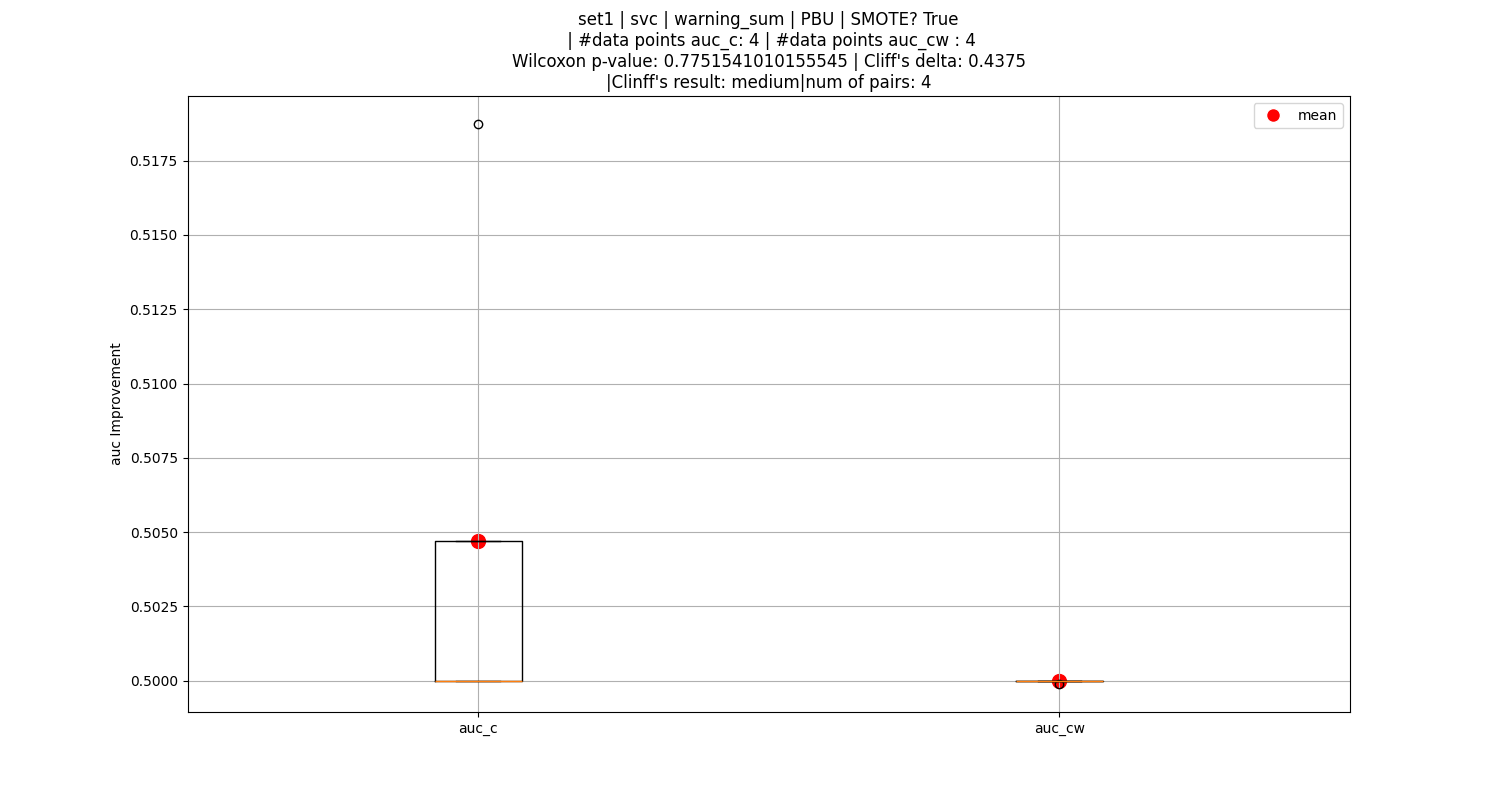 set1 | svc | warning_sum | PBU | SMOTE? True
| #data points auc_c: 4 | #data points auc_cw : 4
Wilcoxon p-value: 0.7751541010155545 | Cliff's delta: 0.4375
|Clinff's result: medium|num of pairs: 4
mean
0.5175
0.5150
0.5125
0.5100
0.5075
0.5050
0.5025
0.5000
auc Improvement
auc_c
auc_cw